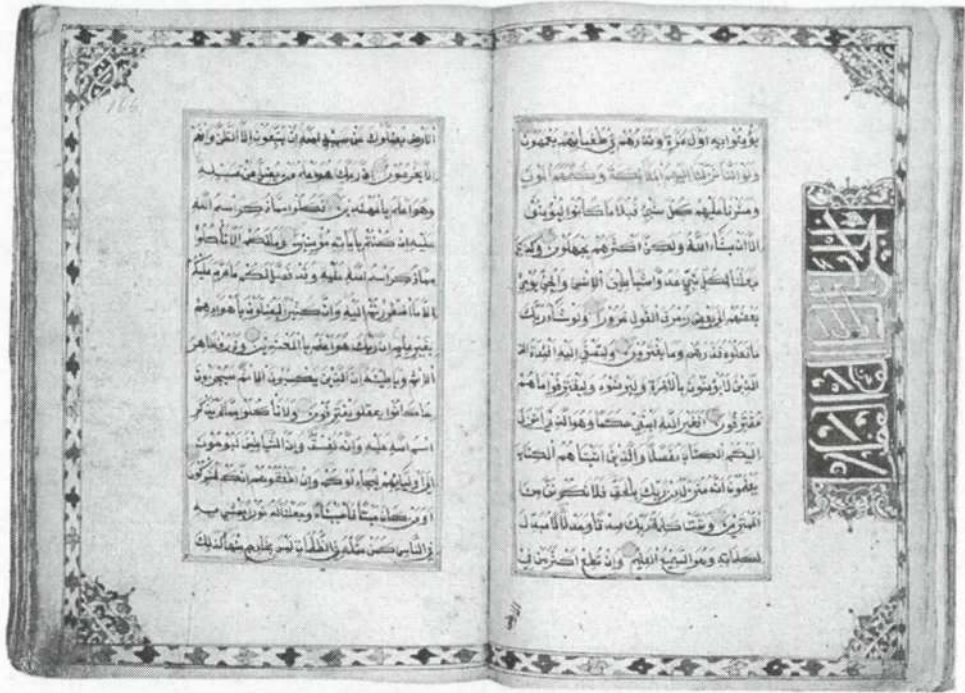 يؤمنوا به اول مرة ونذرهم في طغيانهم يعمهون
ولو اننا نزلنا اليهم الملائكة وكلمهم الموتى
وحشرنا عليهم كل شيء قبلا ما كانوا ليؤمنوا
الا ان يشاء الله ولكن اكثرهم يجهلون وكذلك
جعلنا لكل نبي عدوا شياطين الانس والجن يوحي
بعضهم الى بعض زخرف القول غرورا ولو شاء ربك
ما فعلوه فذرهم وما يفترون ولتصغى اليه افئدة
الذين لا يؤمنون بالاخرة وليرضوه وليقترفوا ما هم
مقترفون افغير الله ابتغي حكما وهو الذي انزل
اليكم الكتاب مفصلا والذين اتيناهم الكتاب
يعلمون انه منزل من ربك بالحق فلا تكونن من
الممترين وتمت كلمة ربك صدقا وعدلا لا مبدل
لكلماته وهو السميع العليم وان تطع اكثر من في
الارض
166
الارض يضلوك عن سبيل الله ان يتبعون الا الظن وان هم
الا يخرصون ان ربك هو اعلم من يضل عن سبيله
وهو اعلم بالمهتدين فكلوا مما ذكر اسم الله
عليه ان كنتم باياته مؤمنين وما لكم الا تاكلوا
مما ذكر اسم الله عليه وقد فصل لكم ما حرم عليكم
الا ما اضطررتم اليه وان كثيرا ليضلون باهوائهم
بغير علم ان ربك هو اعلم بالمعتدين وذروا ظاهر
الاثم وباطنه ان الذين يكسبون الاثم سيجزون
بما كانوا يقترفون ولا تاكلوا مما لم يذكر
اسم الله عليه وانه لفسق وان الشياطين ليوحون
الى اوليائهم ليجادلوكم وان اطعتموهم انكم لمشركون
اومن كان ميتا فاحييناه وجعلنا له نورا يمشي به
في الناس كمن مثله في الظلمات ليس بخارج منها كذلك